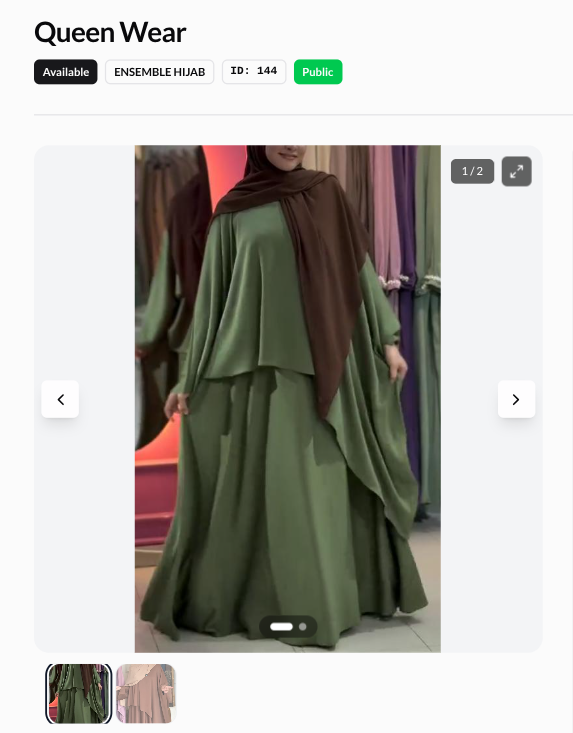 Queen Wear
Available ENSEMBLE HIJAB ID: 144 Public
1 / 2